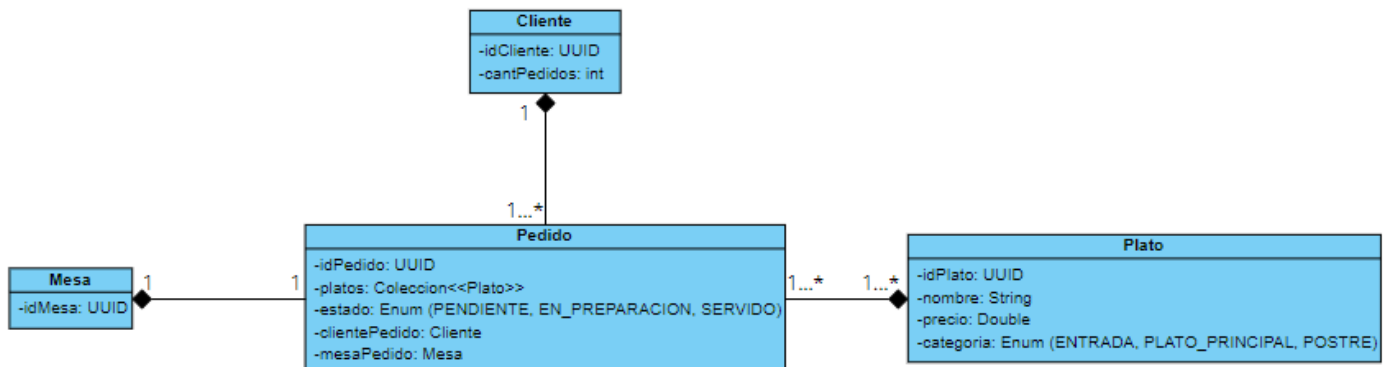 Cliente
-idCliente: UUID
-cantPedidos: int
1
1...*
Pedido
-idPedido: UUID
-platos: Coleccion<<Plato>>
-estado: Enum (PENDIENTE, EN_PREPARACION, SERVIDO)
-clientePedido: Cliente
-mesaPedido: Mesa
Mesa
-idMesa: UUID
1
1
1...*
1...*
Plato
-idPlato: UUID
-nombre: String
-precio: Double
-categoria: Enum (ENTRADA, PLATO_PRINCIPAL, POSTRE)